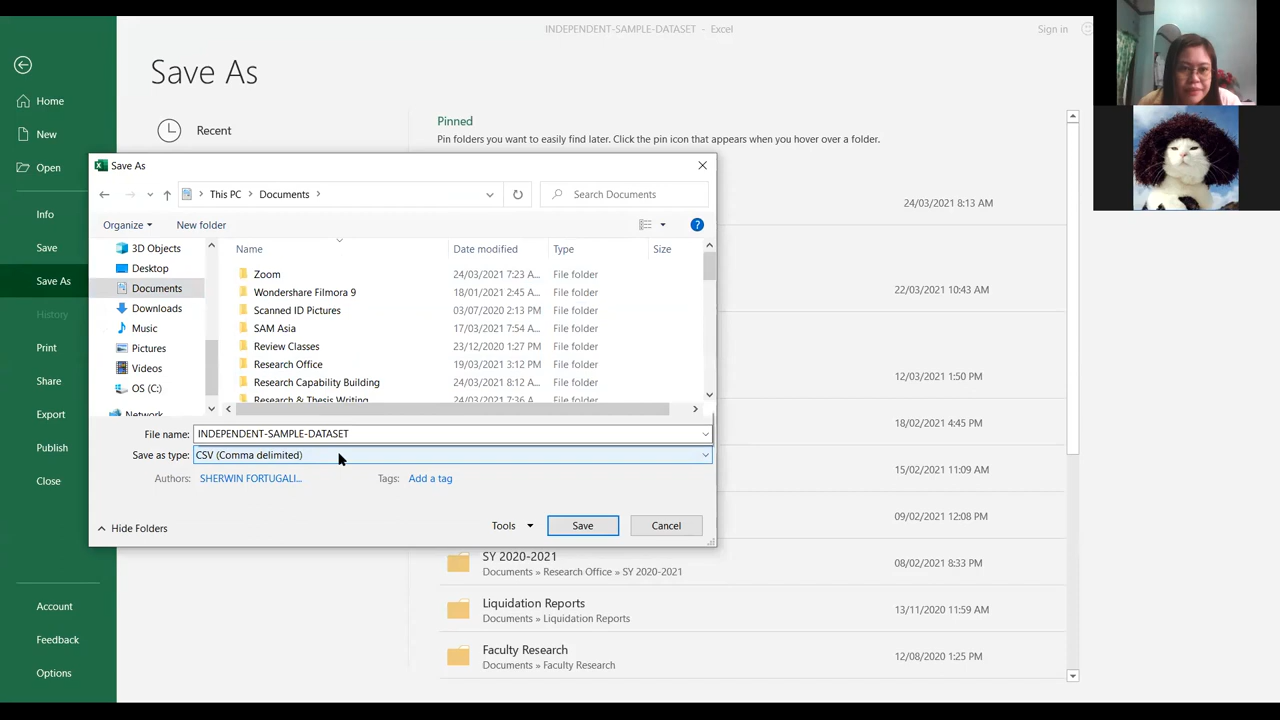 INDEPENDENT-SAMPLE-DATASET - Excel
Sign in
Save As
Home
New
Open
Info
Save
Save As
History
Print
Share
Export
Publish
Close
Account
Feedback
Options
Recent
Pinned
Pin folders you want to easily find later. Click the pin icon that appears when you hover over a folder.
24/03/2021 8:13 AM
22/03/2021 10:43 AM
12/03/2021 1:50 PM
18/02/2021 4:45 PM
15/02/2021 11:09 AM
09/02/2021 12:08 PM
SY 2020-2021
Documents » Research Office » SY 2020-2021
08/02/2021 8:33 PM
Liquidation Reports
Documents » Liquidation Reports
13/11/2020 11:59 AM
Faculty Research
Documents » Faculty Research
12/08/2020 1:25 PM
Save As
This PC > Documents >
Search Documents
Organize
New folder
?
3D Objects
Desktop
Documents
Downloads
Music
Pictures
Videos
OS (C:)
Network
Name Date modified Type Size
Zoom 24/03/2021 7:23 A... File folder
Wondershare Filmora 9 18/01/2021 2:45 A... File folder
Scanned ID Pictures 03/07/2020 2:13 PM File folder
SAM Asia 17/03/2021 7:54 A... File folder
Review Classes 23/12/2020 1:27 PM File folder
Research Office 19/03/2021 3:12 PM File folder
Research Capability Building 24/03/2021 8:12 A... File folder
Research & Thesis Writing 24/03/2021 7:36 A... File folder
File name: INDEPENDENT-SAMPLE-DATASET
Save as type: CSV (Comma delimited)
Authors: SHERWIN FORTUGALI...
Tags: Add a tag
Hide Folders
Tools
Save
Cancel